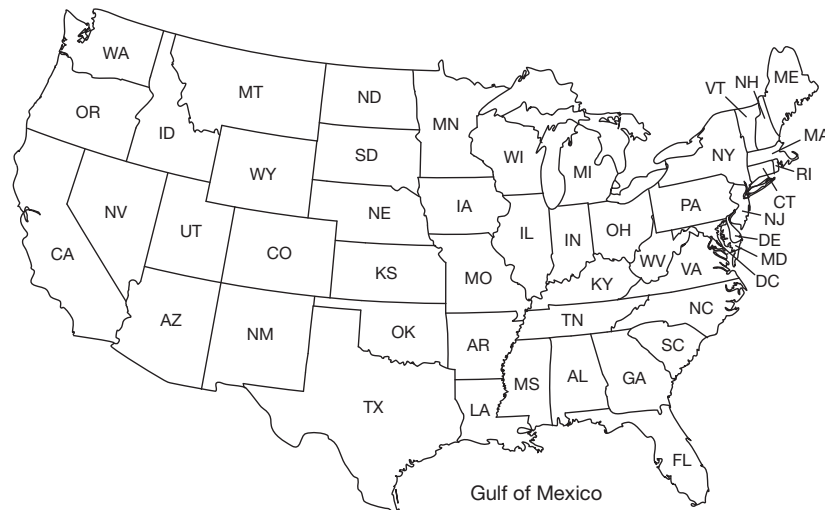 WA
MT
ND
MN
VT
NH
ME
OR
ID
SD
WI
MI
NY
MA
RI
CT
WY
NE
IA
PA
NJ
NV
UT
CO
IL
IN
OH
DE
MD
DC
CA
KS
MO
WV
VA
KY
AZ
NM
OK
AR
TN
NC
SC
TX
LA
MS
AL
GA
FL
Gulf of Mexico